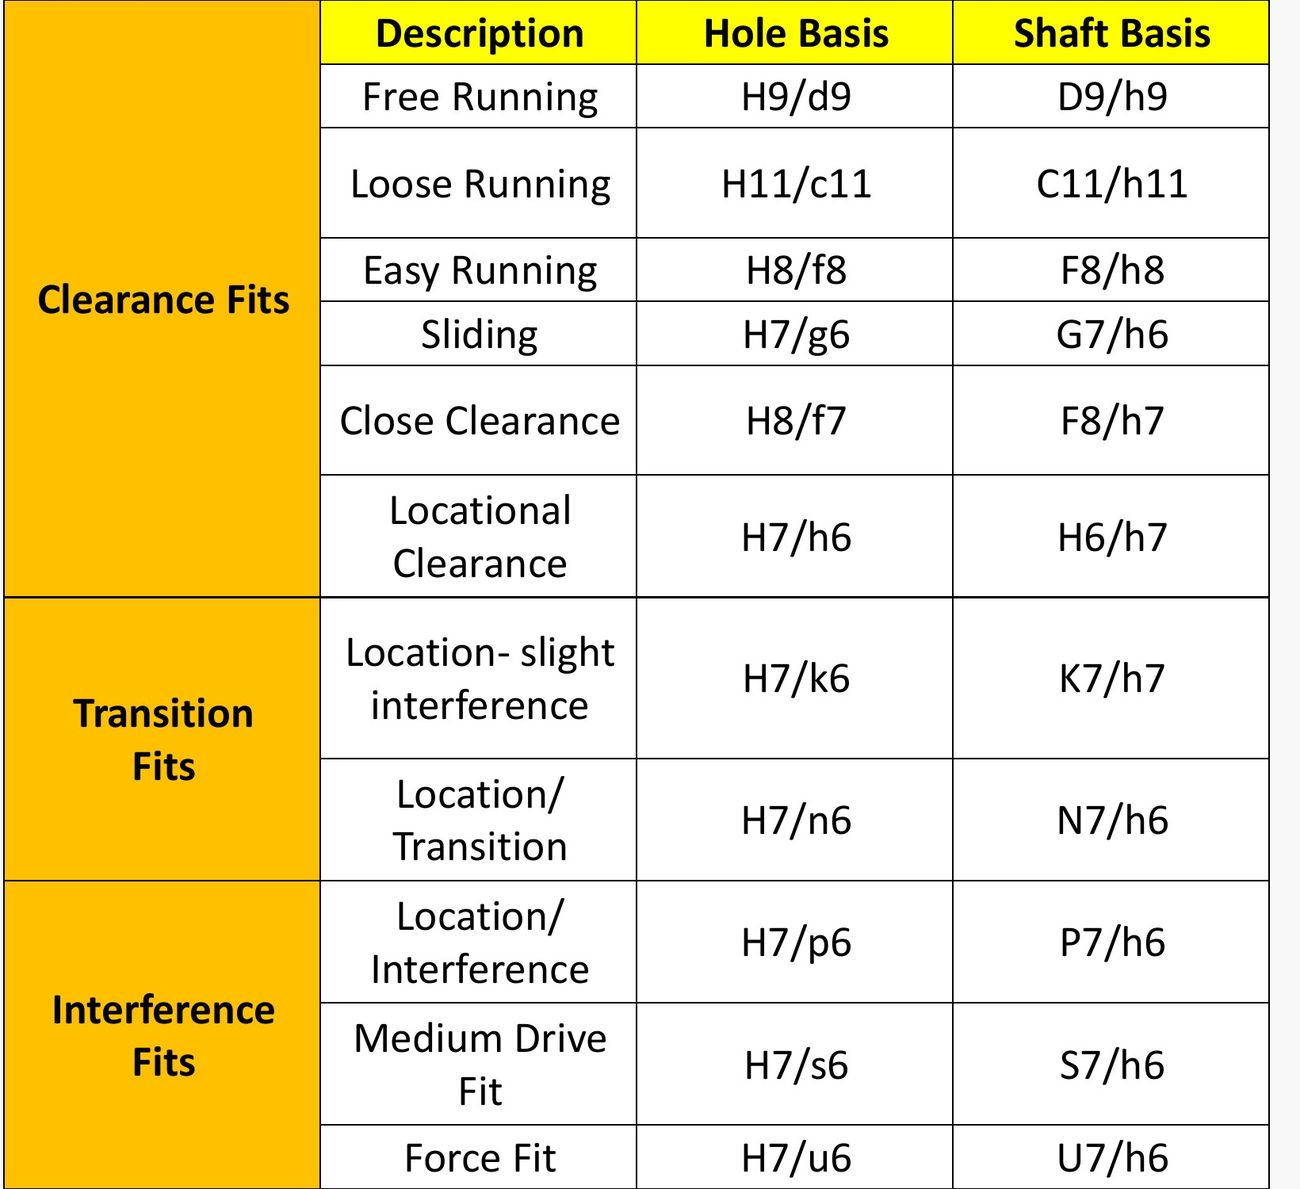 Description Hole Basis Shaft Basis
Clearance Fits
Free Running H9/d9 D9/h9
Loose Running H11/c11 C11/h11
Easy Running H8/f8 F8/h8
Sliding H7/g6 G7/h6
Close Clearance H8/f7 F8/h7
Locational
Clearance H7/h6 H6/h7
Transition
Fits
Location- slight
interference H7/k6 K7/h7
Location/
Transition H7/n6 N7/h6
Interference
Fits
Location/
Interference H7/p6 P7/h6
Medium Drive
Fit H7/s6 S7/h6
Force Fit H7/u6 U7/h6